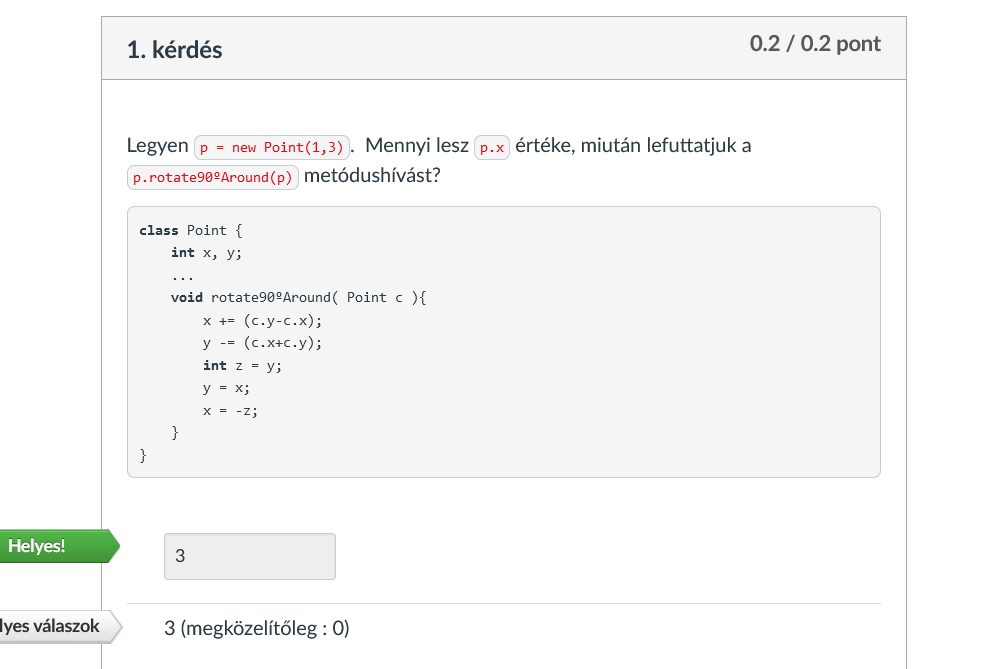 1. kérdés
0.2 / 0.2 pont
Legyen p = new Point(1,3). Mennyi lesz p.x értéke, miután lefuttatjuk a
p.rotate90ºAround(p) metódushívást?
class Point {
    int x, y;
    ...
    void rotate90ºAround( Point c ){
        x += (c.y-c.x);
        y -= (c.x+c.y);
        int z = y;
        y = x;
        x = -z;
    }
}
Helyes!
3
lyes válaszok
3 (megközelítőleg : 0)